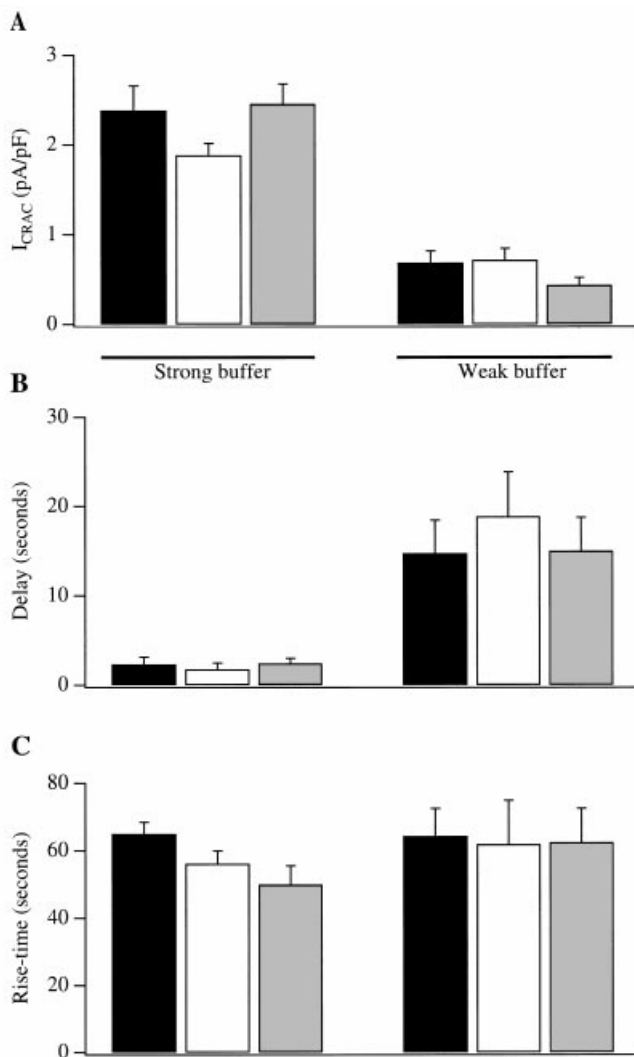 A
I_CRAC (pA/pF)
3
2
1
0
Strong buffer
Weak buffer
B
Delay (seconds)
30
20
10
0
C
Rise-time (seconds)
80
60
40
20
0